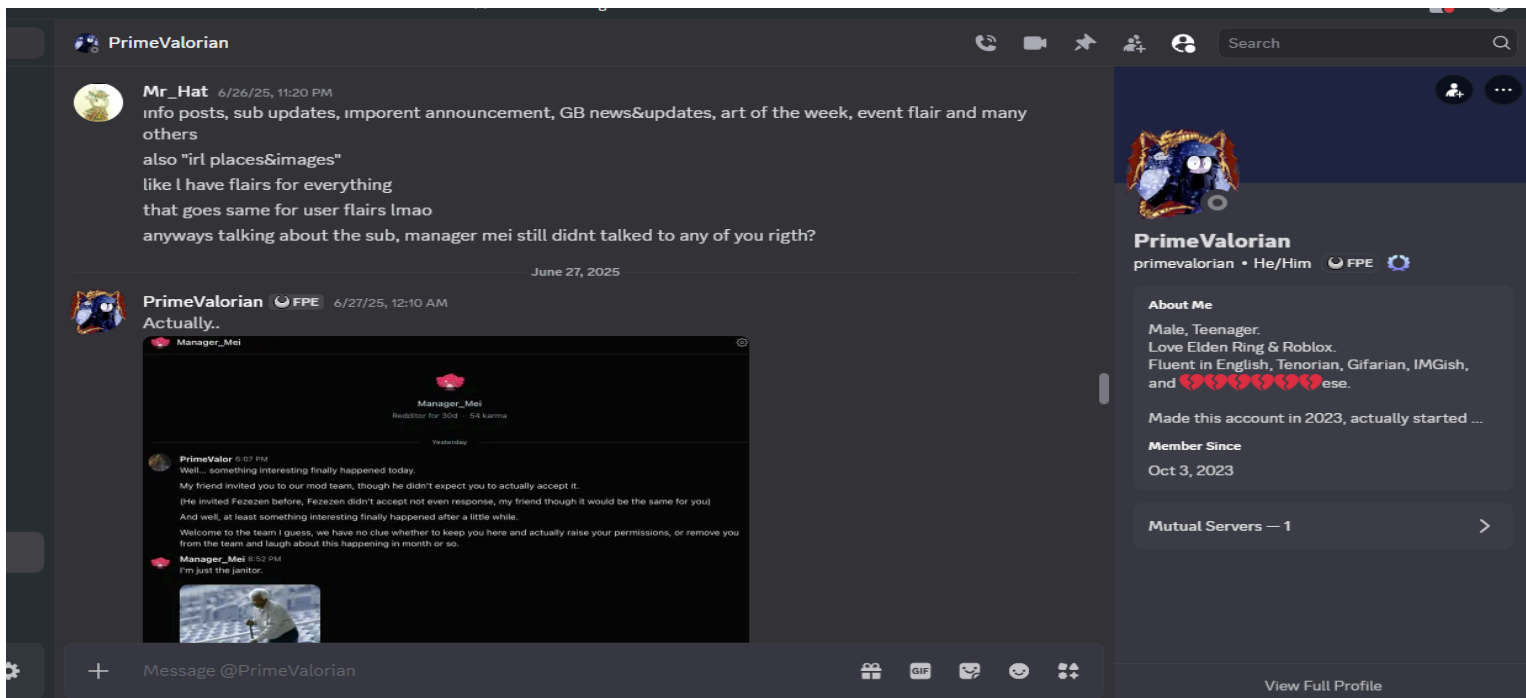 PrimeValorian
Search
Mr_Hat 6/26/25, 11:20 PM
ınfo posts, sub updates, ımporent announcement, GB news&updates, art of the week, event flair and many
others
also "irl places&images"
like l have flairs for everything
that goes same for user flairs lmao
anyways talking about the sub, manager mei still didnt talked to any of you rigth?
June 27, 2025
PrimeValorian FPE 6/27/25, 12:10 AM
Actually..
Manager_Mei
Manager_Mei
Redditor for 30d · 54 karma
Yesterday
PrimeValor 6:07 PM
Well... something interesting finally happened today.
My friend invited you to our mod team, though he didn't expect you to actually accept it.
(He invited Fezezen before, Fezezen didn't accept not even response, my friend though it would be the same for you)
And well, at least something interesting finally happened after a little while.
Welcome to the team I guess, we have no clue whether to keep you here and actually raise your permissions, or remove you
from the team and laugh about this happening in month or so.
Manager_Mei 8:52 PM
I'm just the janitor.
Message @PrimeValorian
GIF
PrimeValorian
primevalorian • He/Him FPE
About Me
Male, Teenager.
Love Elden Ring & Roblox.
Fluent in English, Tenorian, Gifarian, IMGish,
and 💔💔💔💔💔💔ese.
Made this account in 2023, actually started ...
Member Since
Oct 3, 2023
Mutual Servers — 1
View Full Profile